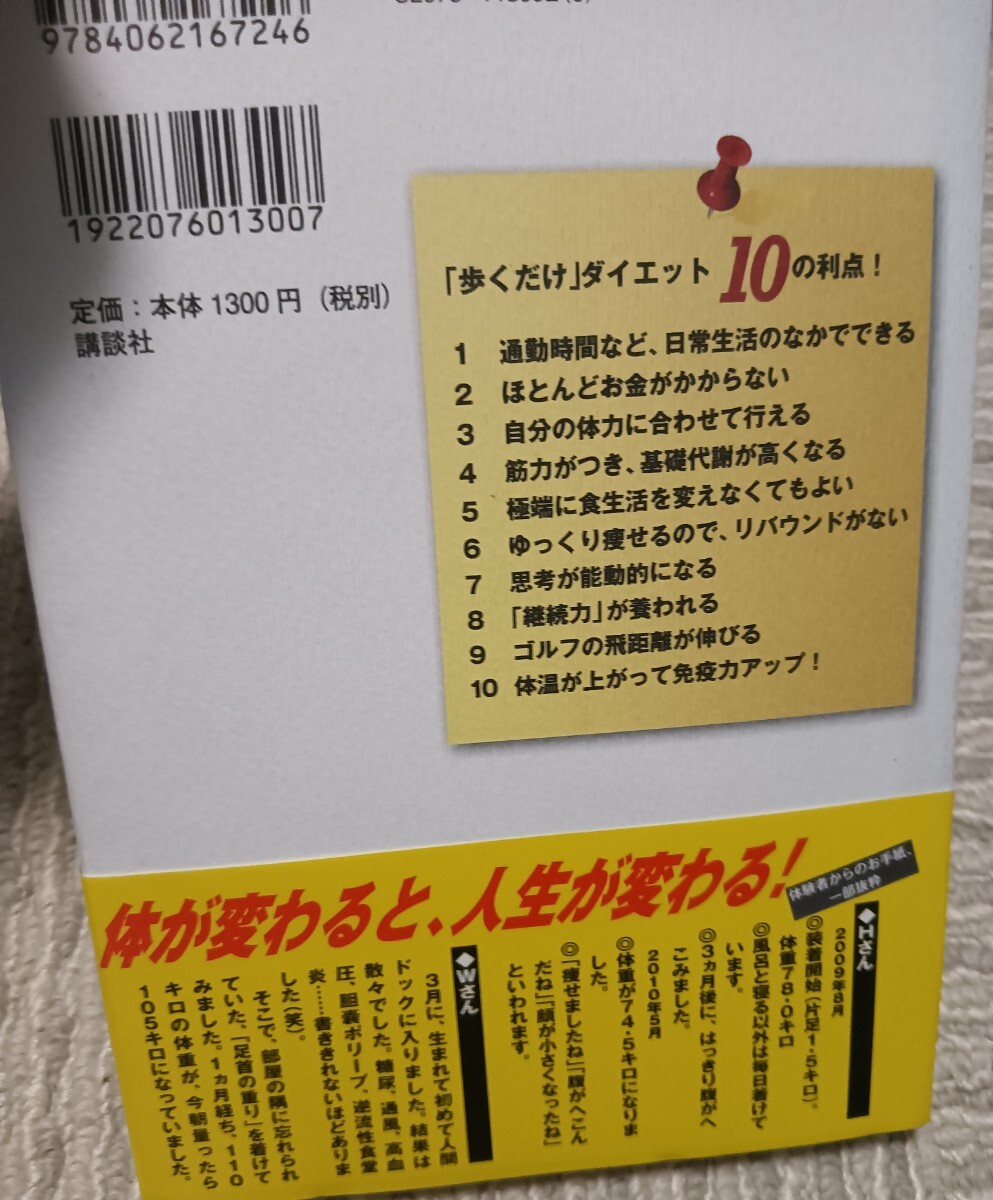 9784062167246
1922076013007
定価：本体1300円（税別）
講談社
「歩くだけ」ダイエット10の利点！
1 通勤時間など、日常生活のなかでできる
2 ほとんどお金がかからない
3 自分の体力に合わせて行える
4 筋力がつき、基礎代謝が高くなる
5 極端に食生活を変えなくてもよい
6 ゆっくり痩せるので、リバウンドがない
7 思考が能動的になる
8 「継続力」が養われる
9 ゴルフの飛距離が伸びる
10 体温が上がって免疫力アップ！
体が変わると、人生が変わる！
体験者からのお手紙、
一部抜粋
◆Hさん
2009年8月
◎装着開始（片足1・5キロ）。
体重78・0キロ
◎風呂と寝る以外は毎日着けて
います。
◎3ヵ月後に、はっきり腹がへ
こみました。
2010年5月
◎体重が74・5キロになりま
した。
◎「痩せましたね」「腹がへこん
だね」「顔が小さくなったね」
といわれます。
◆Wさん
3月に、生まれて初めて人間
ドックに入りました。結果は
散々でした。糖尿、通風、高血
圧、胆嚢ポリープ、逆流性食堂
炎……書ききれないほどありま
した（笑）。
そこで、部屋の隅に忘れられ
ていた、「足首の重り」を着けて
みました。1ヵ月経ち、110
キロの体重が、今朝量ったら
105キロになっていました。